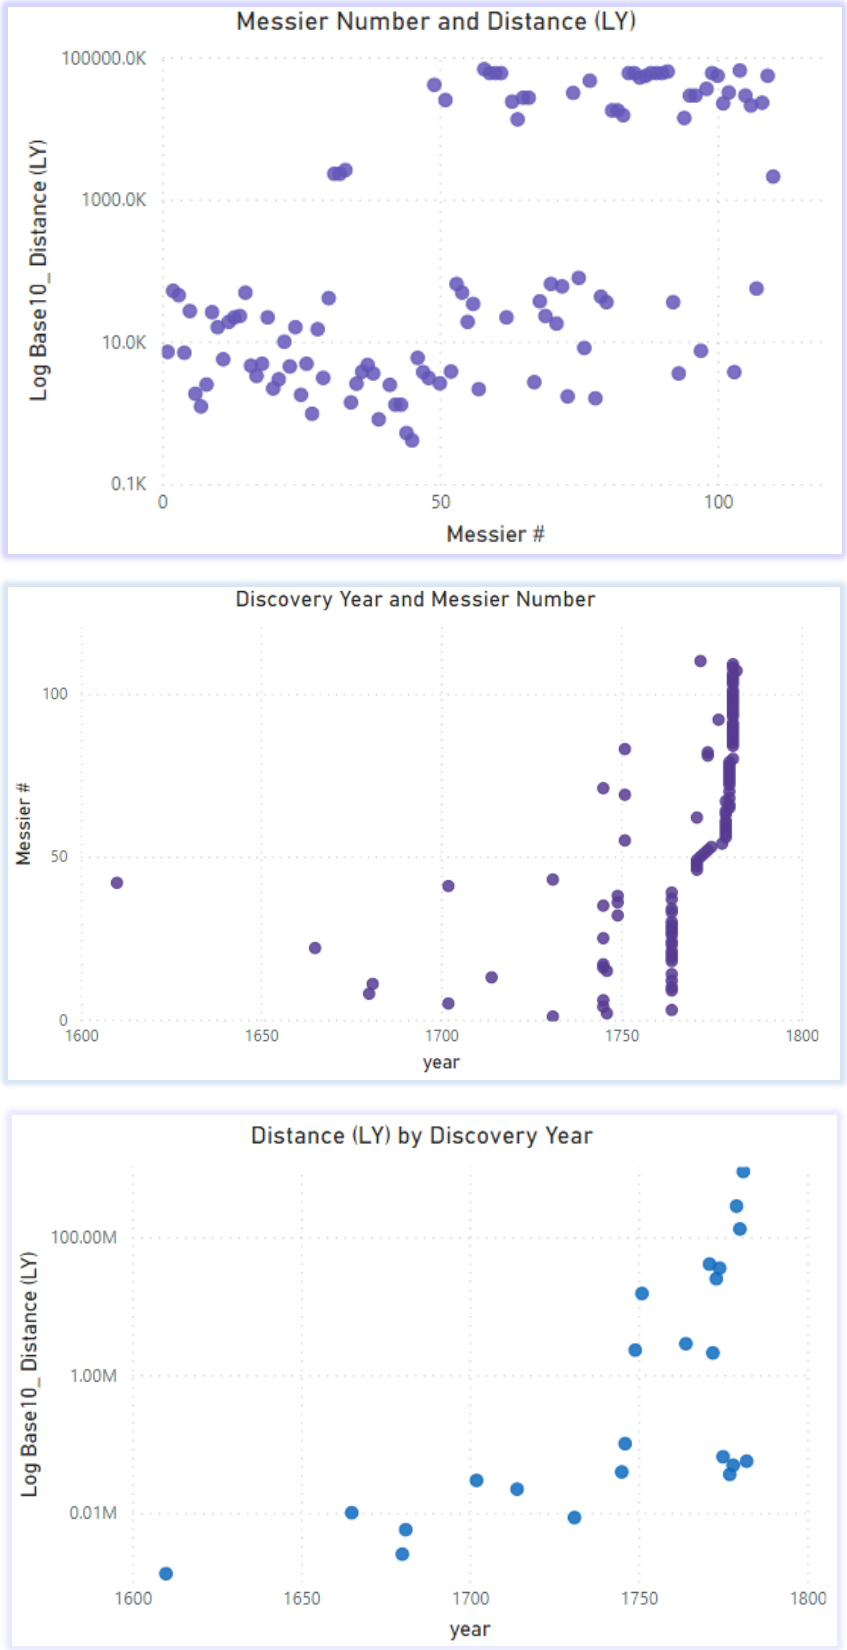 Messier Number and Distance (LY)
100000.0K
1000.0K
10.0K
0.1K
Log Base10_ Distance (LY)
0 50 100
Messier #
Discovery Year and Messier Number
100
50
0
Messier #
1600 1650 1700 1750 1800
year
Distance (LY) by Discovery Year
100.00M
1.00M
0.01M
Log Base10_ Distance (LY)
1600 1650 1700 1750 1800
year